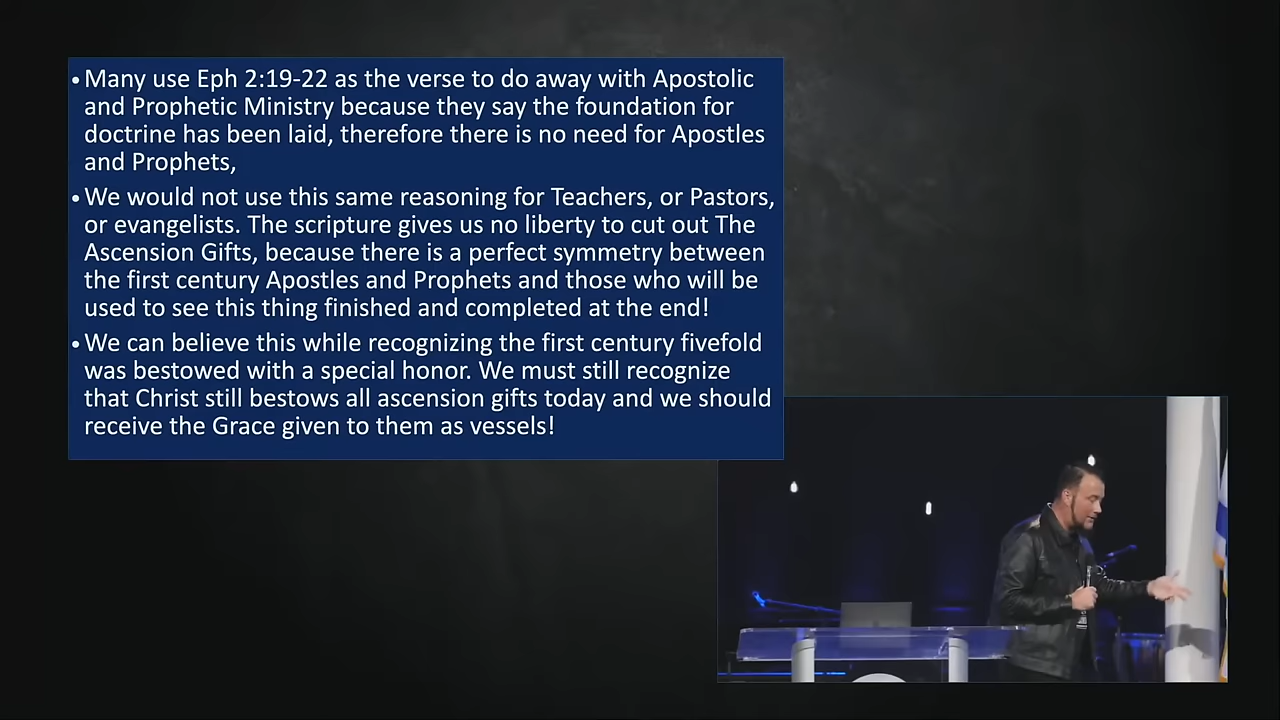 • Many use Eph 2:19-22 as the verse to do away with Apostolic
and Prophetic Ministry because they say the foundation for
doctrine has been laid, therefore there is no need for Apostles
and Prophets,
• We would not use this same reasoning for Teachers, or Pastors,
or evangelists. The scripture gives us no liberty to cut out The
Ascension Gifts, because there is a perfect symmetry between
the first century Apostles and Prophets and those who will be
used to see this thing finished and completed at the end!
• We can believe this while recognizing the first century fivefold
was bestowed with a special honor. We must still recognize
that Christ still bestows all ascension gifts today and we should
receive the Grace given to them as vessels!